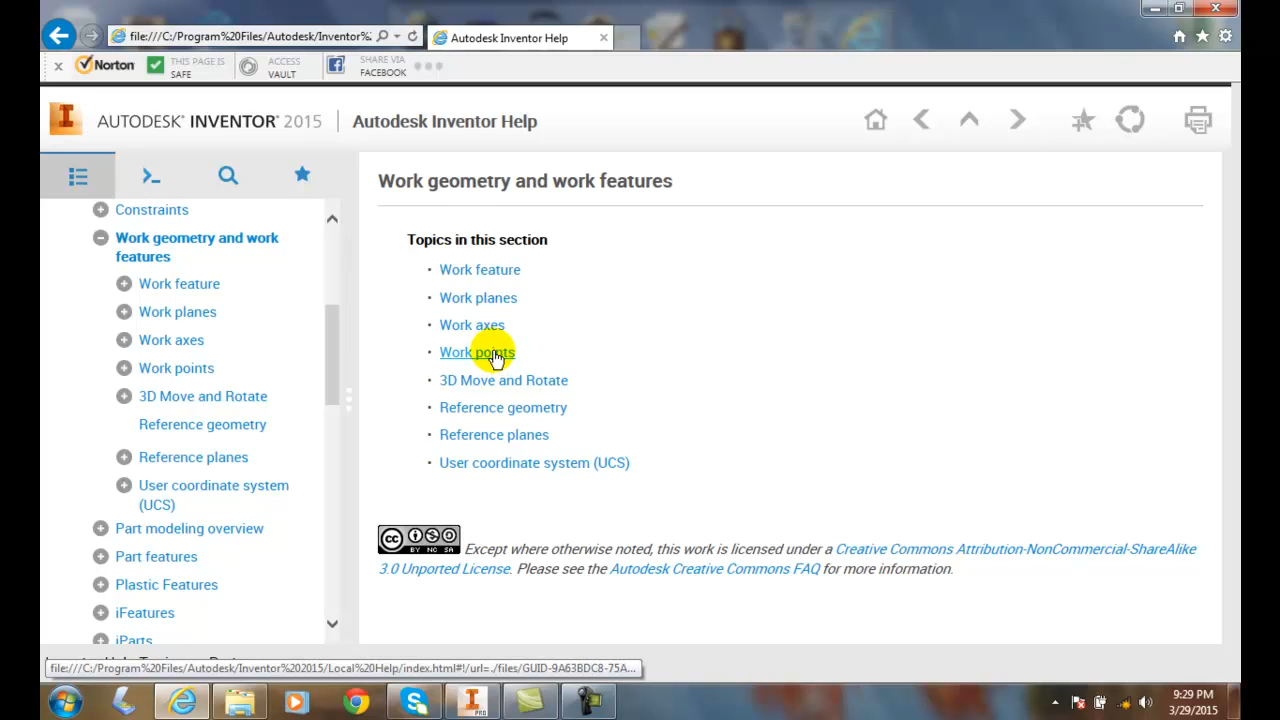 file:///C:/Program%20Files/Autodesk/Inventor%
Autodesk Inventor Help
Norton
THIS PAGE IS
SAFE
ACCESS
VAULT
SHARE VIA
FACEBOOK
AUTODESK® INVENTOR® 2015
Autodesk Inventor Help
PRO
Constraints
Work geometry and work
features
Work feature
Work planes
Work axes
Work points
3D Move and Rotate
Reference geometry
Reference planes
User coordinate system
(UCS)
Part modeling overview
Part features
Plastic Features
iFeatures
iParts
Work geometry and work features
Topics in this section
Work feature
Work planes
Work axes
Work points
3D Move and Rotate
Reference geometry
Reference planes
User coordinate system (UCS)
cc BY NC SA
Except where otherwise noted, this work is licensed under a Creative Commons Attribution-NonCommercial-ShareAlike
3.0 Unported License. Please see the Autodesk Creative Commons FAQ for more information.
file:///C:/Program%20Files/Autodesk/Inventor%202015/Local%20Help/index.html#!/url=./files/GUID-9A63BDC8-75A...
9:29 PM
3/29/2015